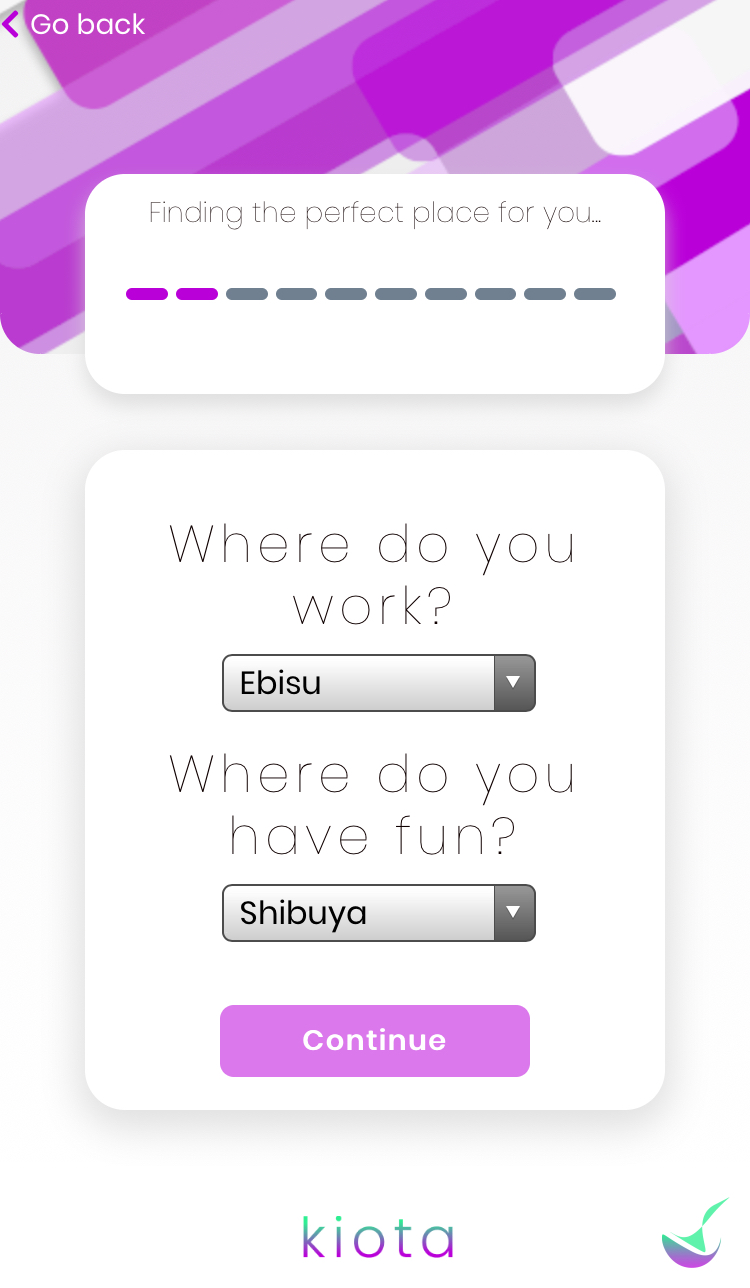 Go back
Finding the perfect place for you...
Where do you
work?
Ebisu
Where do you
have fun?
Shibuya
Continue
kiota